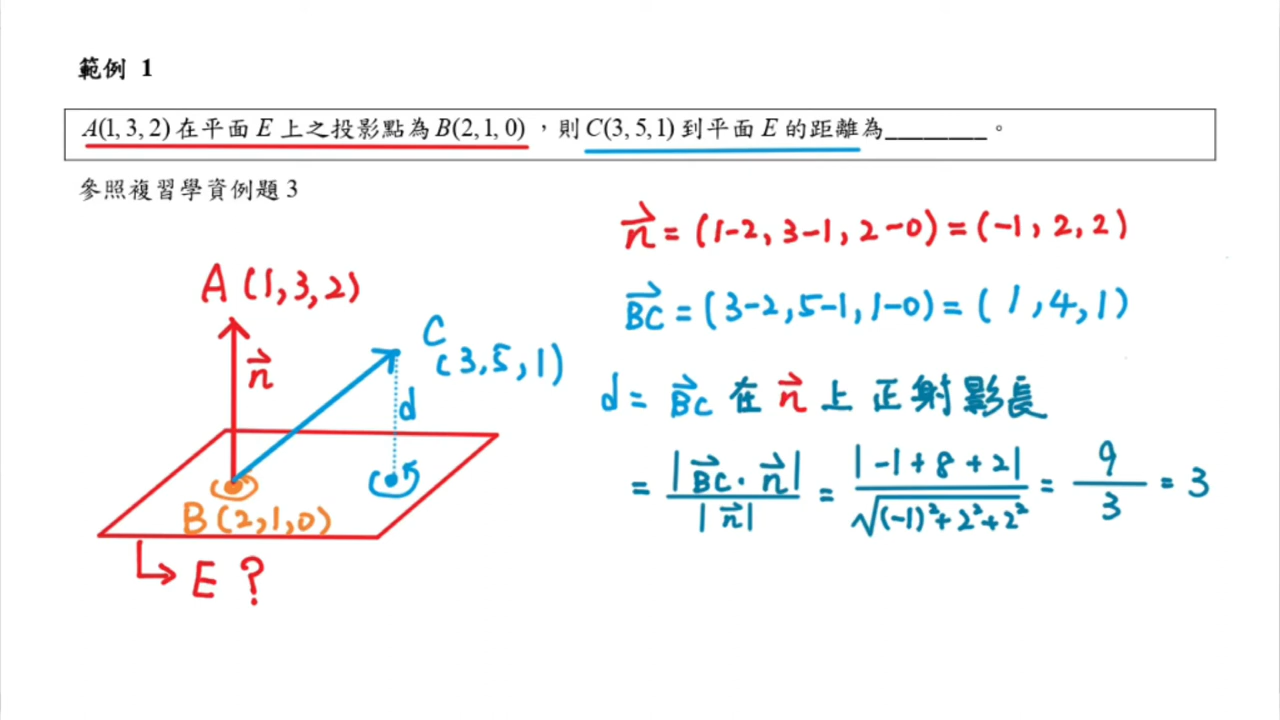 範例 1
A(1,3,2)在平面 E 上之投影點為B(2,1,0)，則C(3,5,1)到平面 E 的距離為________。
參照複習學資例題 3
n⃗ = (1-2, 3-1, 2-0) = (-1, 2, 2)
BC⃗ = (3-2, 5-1, 1-0) = (1, 4, 1)
d = BC⃗ 在 n⃗ 上 正射影長
= |BC⃗ · n⃗| / |n⃗| = |-1+8+2| / √((-1)²+2²+2²) = 9/3 = 3
A (1,3,2)
n⃗
C
(3,5,1)
d
B (2,1,0)
E ?